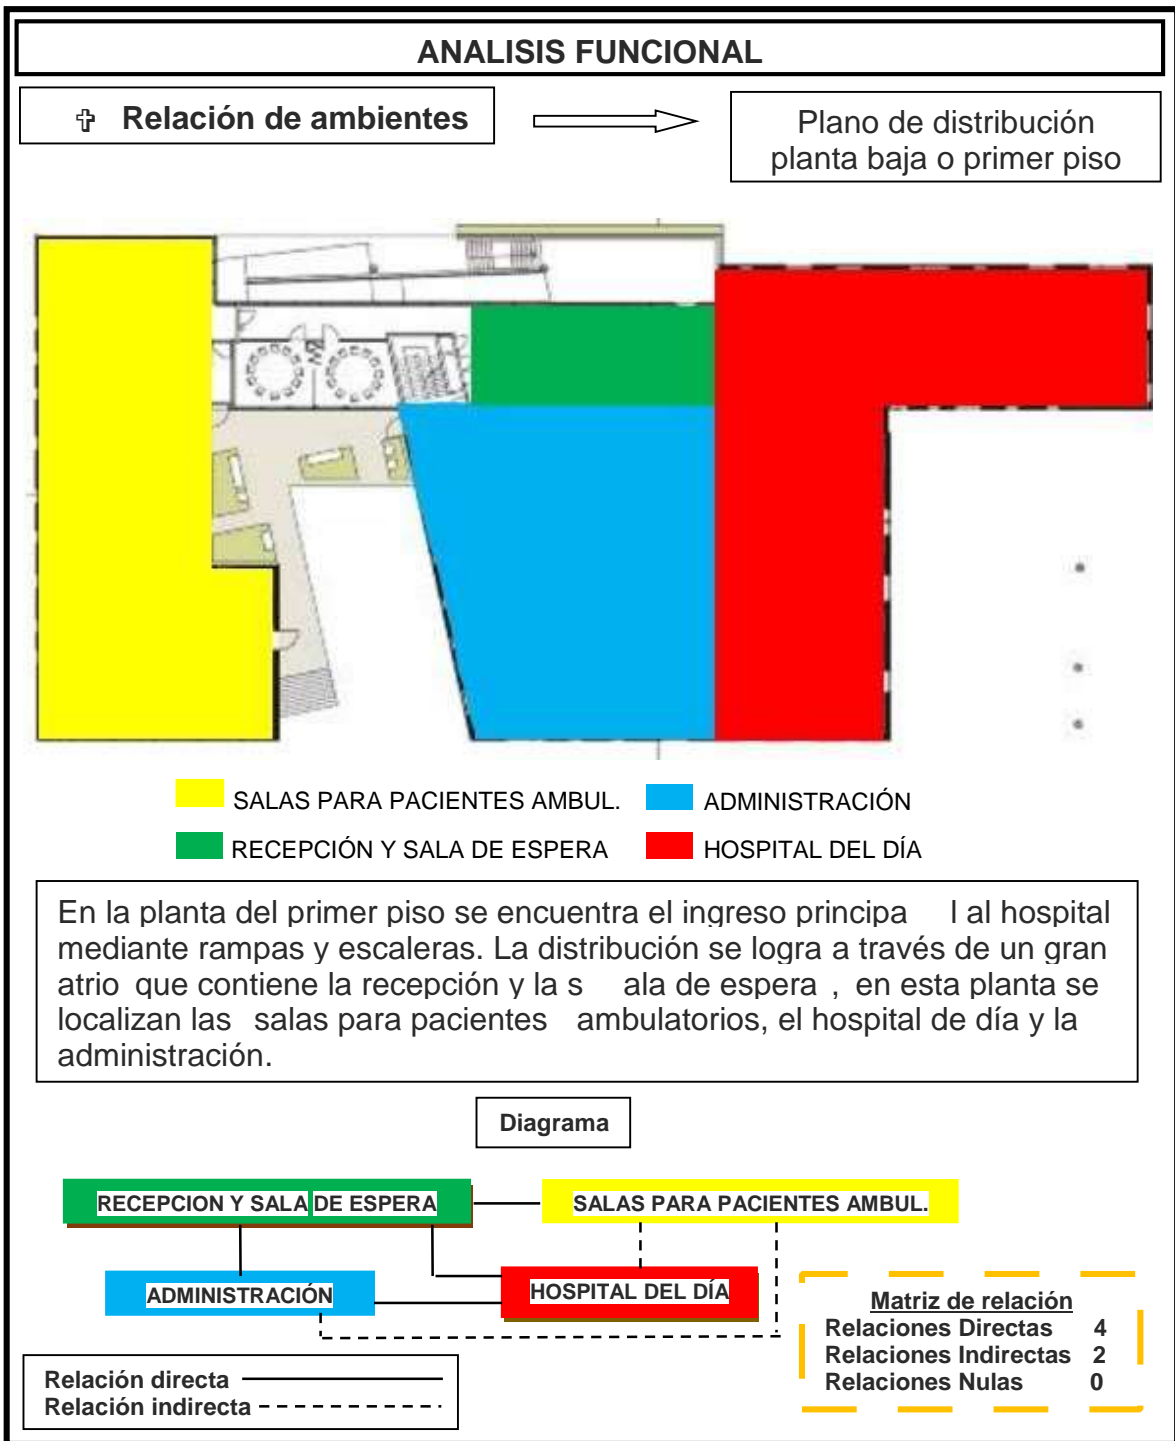 ANALISIS FUNCIONAL
✞ Relación de ambientes
Plano de distribución
planta baja o primer piso
SALAS PARA PACIENTES AMBUL.
ADMINISTRACIÓN
RECEPCIÓN Y SALA DE ESPERA
HOSPITAL DEL DÍA
En la planta del primer piso se encuentra el ingreso principa l al hospital
mediante rampas y escaleras. La distribución se logra a través de un gran
atrio que contiene la recepción y la s ala de espera , en esta planta se
localizan las salas para pacientes ambulatorios, el hospital de día y la
administración.
Diagrama
RECEPCION Y SALA DE ESPERA
SALAS PARA PACIENTES AMBUL.
ADMINISTRACIÓN
HOSPITAL DEL DÍA
Matriz de relación
Relaciones Directas 4
Relaciones Indirectas 2
Relaciones Nulas 0
Relación directa
Relación indirecta